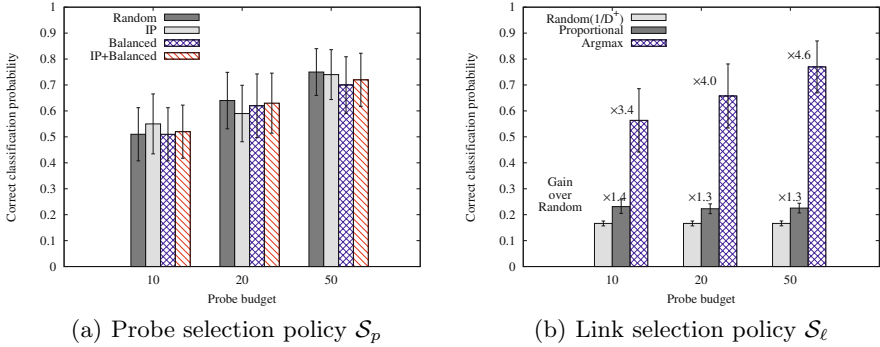 Random
IP
Balanced
IP+Balanced
Correct classification probability
1
0.9
0.8
0.7
0.6
0.5
0.4
0.3
0.2
0.1
0
10
20
50
Probe budget
(a) Probe selection policy 𝒮ₚ
Random(1/D⁺)
Proportional
Argmax
Correct classification probability
1
0.9
0.8
0.7
0.6
0.5
0.4
0.3
0.2
0.1
0
×3.4
×4.0
×4.6
Gain
over
Random
×1.4
×1.3
×1.3
10
20
50
Probe budget
(b) Link selection policy 𝒮ℓ